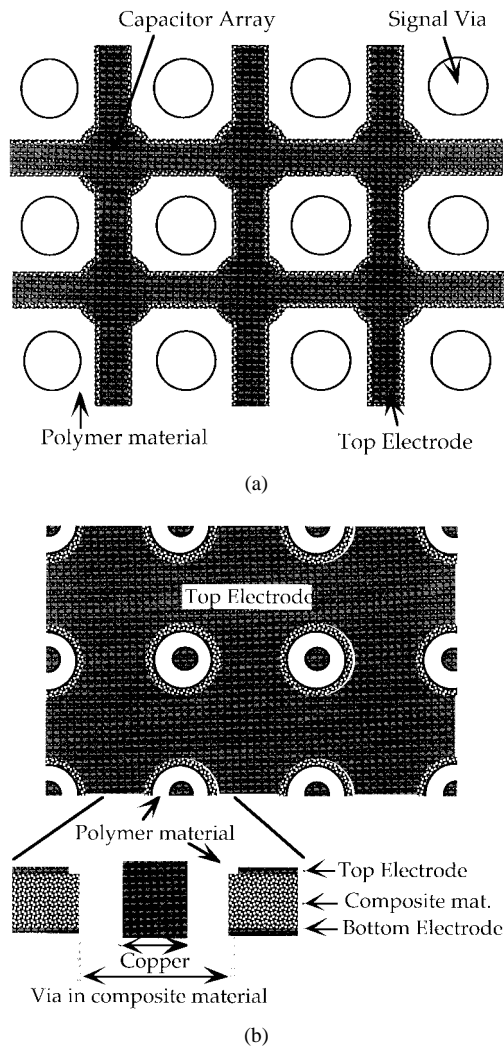 Capacitor Array
Signal Via
Polymer material
Top Electrode
(a)
Top Electrode
Polymer material
Top Electrode
Composite mat.
Bottom Electrode
Copper
Via in composite material
(b)